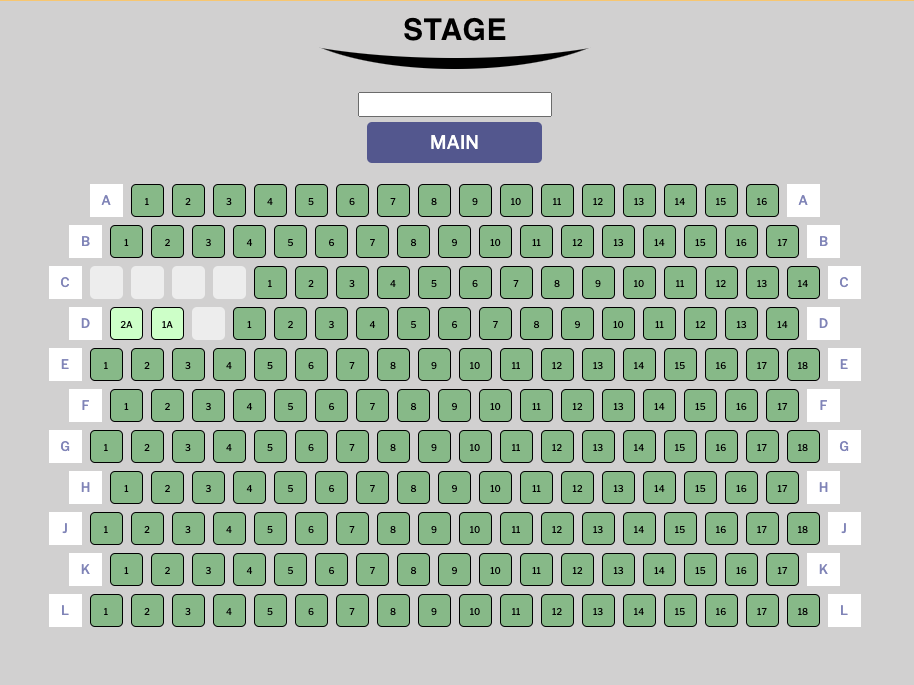 STAGE
MAIN
A 1 2 3 4 5 6 7 8 9 10 11 12 13 14 15 16 A
B 1 2 3 4 5 6 7 8 9 10 11 12 13 14 15 16 17 B
C 1 2 3 4 5 6 7 8 9 10 11 12 13 14 C
D 2A 1A 1 2 3 4 5 6 7 8 9 10 11 12 13 14 D
E 1 2 3 4 5 6 7 8 9 10 11 12 13 14 15 16 17 18 E
F 1 2 3 4 5 6 7 8 9 10 11 12 13 14 15 16 17 F
G 1 2 3 4 5 6 7 8 9 10 11 12 13 14 15 16 17 18 G
H 1 2 3 4 5 6 7 8 9 10 11 12 13 14 15 16 17 H
J 1 2 3 4 5 6 7 8 9 10 11 12 13 14 15 16 17 18 J
K 1 2 3 4 5 6 7 8 9 10 11 12 13 14 15 16 17 K
L 1 2 3 4 5 6 7 8 9 10 11 12 13 14 15 16 17 18 L